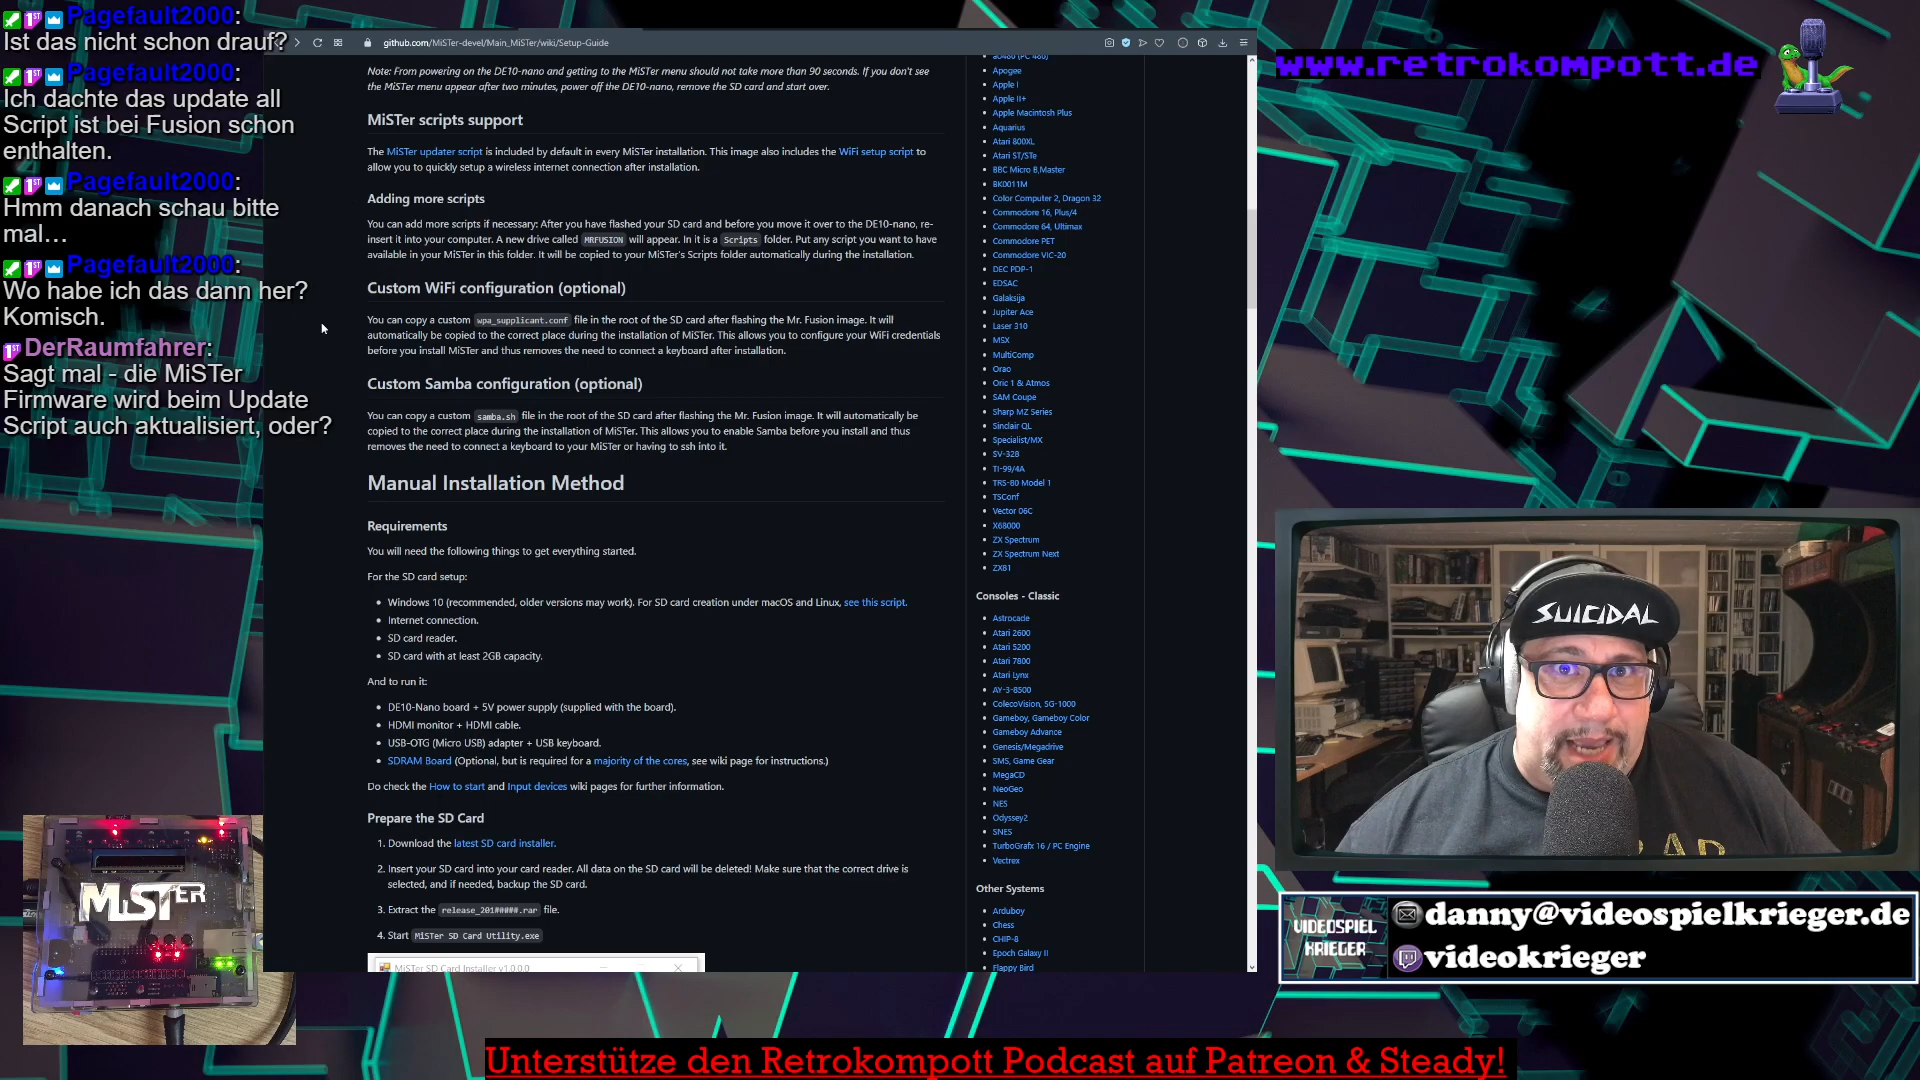 Pagefault2000:
Ist das nicht schon drauf?
Pagefault2000:
Ich dachte das update all
Script ist bei Fusion schon
enthalten.
Pagefault2000:
Hmm danach schau bitte
mal...
Pagefault2000:
Wo habe ich das dann her?
Komisch.
DerRaumfahrer:
Sagt mal - die MiSTer
Firmware wird beim Update
Script auch aktualisiert, oder?
github.com/MiSTer-devel/Main_MiSTer/wiki/Setup-Guide
Note: From powering on the DE10-nano and getting to the MiSTer menu should not take more than 90 seconds. If you don't see
the MiSTer menu appear after two minutes, power off the DE10-nano, remove the SD card and start over.
MiSTer scripts support
The MiSTer updater script is included by default in every MiSTer installation. This image also includes the WiFi setup script to
allow you to quickly setup a wireless internet connection after installation.
Adding more scripts
You can add more scripts if necessary: After you have flashed your SD card and before you move it over to the DE10-nano, re-
insert it into your computer. A new drive called MRFUSION will appear. In it is a Scripts folder. Put any script you want to have
available in your MiSTer in this folder. It will be copied to your MiSTer's Scripts folder automatically during the installation.
Custom WiFi configuration (optional)
You can copy a custom wpa_supplicant.conf file in the root of the SD card after flashing the Mr. Fusion image. It will
automatically be copied to the correct place during the installation of MiSTer. This allows you to configure your WiFi credentials
before you install MiSTer and thus removes the need to connect a keyboard after installation.
Custom Samba configuration (optional)
You can copy a custom samba.sh file in the root of the SD card after flashing the Mr. Fusion image. It will automatically be
copied to the correct place during the installation of MiSTer. This allows you to enable Samba before you install and thus
removes the need to connect a keyboard to your MiSTer or having to ssh into it.
Manual Installation Method
Requirements
You will need the following things to get everything started.
For the SD card setup:
Windows 10 (recommended, older versions may work). For SD card creation under macOS and Linux, see this script.
Internet connection.
SD card reader.
SD card with at least 2GB capacity.
And to run it:
DE10-Nano board + 5V power supply (supplied with the board).
HDMI monitor + HDMI cable.
USB-OTG (Micro USB) adapter + USB keyboard.
SDRAM Board (Optional, but is required for a majority of the cores, see wiki page for instructions.)
Do check the How to start and Input devices wiki pages for further information.
Prepare the SD Card
1. Download the latest SD card installer.
2. Insert your SD card into your card reader. All data on the SD card will be deleted! Make sure that the correct drive is
selected, and if needed, backup the SD card.
3. Extract the release_201#####.rar file.
4. Start MiSTer SD Card Utility.exe
MiSTer SD Card Installer v1.0.0.0
ao486 (PC 486)
Apogee
Apple I
Apple II+
Apple Macintosh Plus
Aquarius
Atari 800XL
Atari ST/STe
BBC Micro B,Master
BK0011M
Color Computer 2, Dragon 32
Commodore 16, Plus/4
Commodore 64, Ultimax
Commodore PET
Commodore VIC-20
DEC PDP-1
EDSAC
Galaksija
Jupiter Ace
Laser 310
MSX
MultiComp
Orao
Oric 1 & Atmos
SAM Coupe
Sharp MZ Series
Sinclair QL
Specialist/MX
SV-328
TI-99/4A
TRS-80 Model 1
TSConf
Vector 06C
X68000
ZX Spectrum
ZX Spectrum Next
ZX81
Consoles - Classic
Astrocade
Atari 2600
Atari 5200
Atari 7800
Atari Lynx
AY-3-8500
ColecoVision, SG-1000
Gameboy, Gameboy Color
Gameboy Advance
Genesis/Megadrive
SMS, Game Gear
MegaCD
NeoGeo
NES
Odyssey2
SNES
TurboGrafx 16 / PC Engine
Vectrex
Other Systems
Arduboy
Chess
CHIP-8
Epoch Galaxy II
Flappy Bird
www.retrokompott.de
SUICIDAL
MiSTER
VIDEOSPIEL
KRIEGER
danny@videospielkrieger.de
videokrieger
Unterstütze den Retrokompott Podcast auf Patreon & Steady!